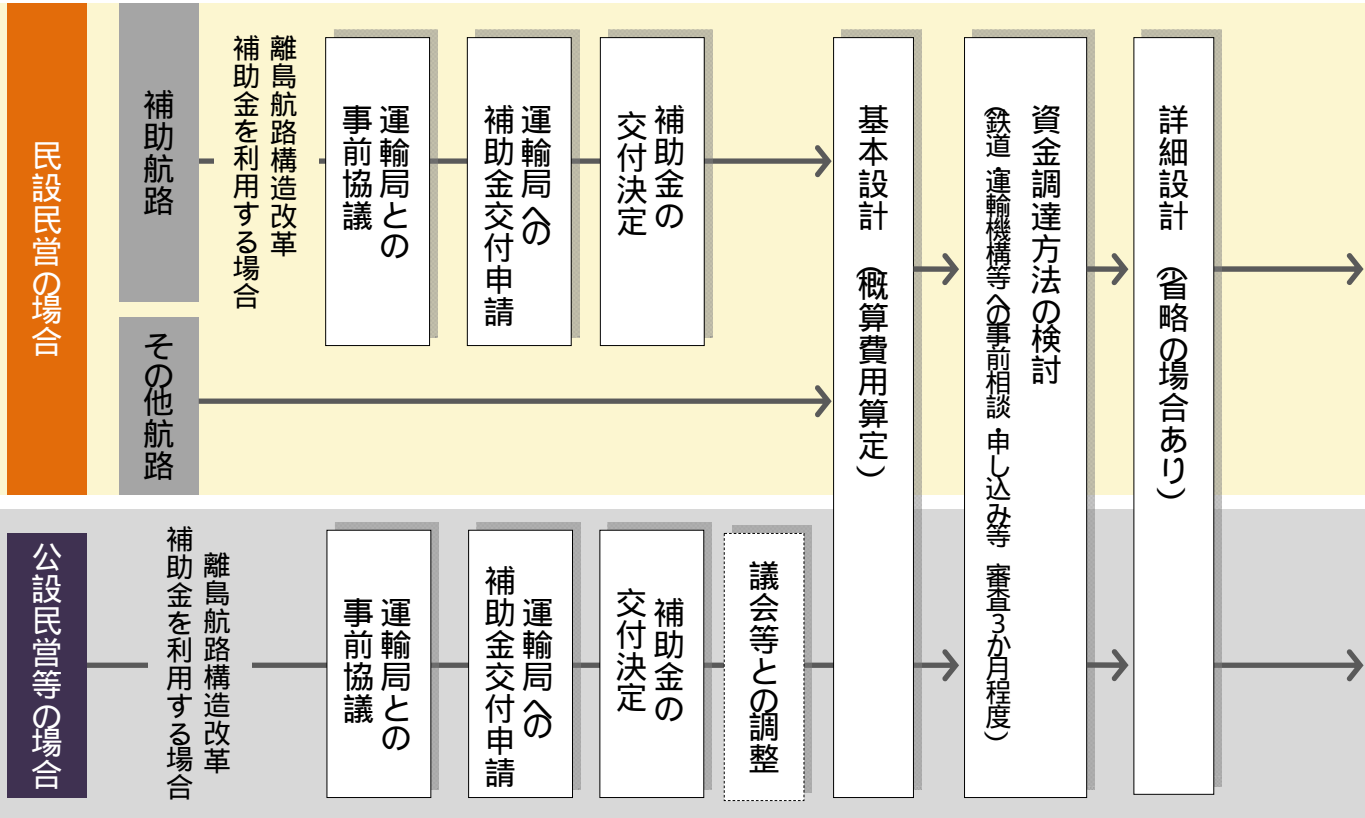 民設民営の場合
補助航路
離島航路構造改革
補助金を利用する場合
運輸局との
事前協議
運輸局への
補助金交付申請
補助金の
交付決定
その他航路
基本設計(概算費用算定)
資金調達方法の検討
(鉄道・運輸機構等への事前相談・申し込み等 審査3か月程度)
詳細設計(省略の場合あり)
公設民営等の場合
離島航路構造改革
補助金を利用する場合
運輸局との
事前協議
運輸局への
補助金交付申請
補助金の
交付決定
議会等との調整